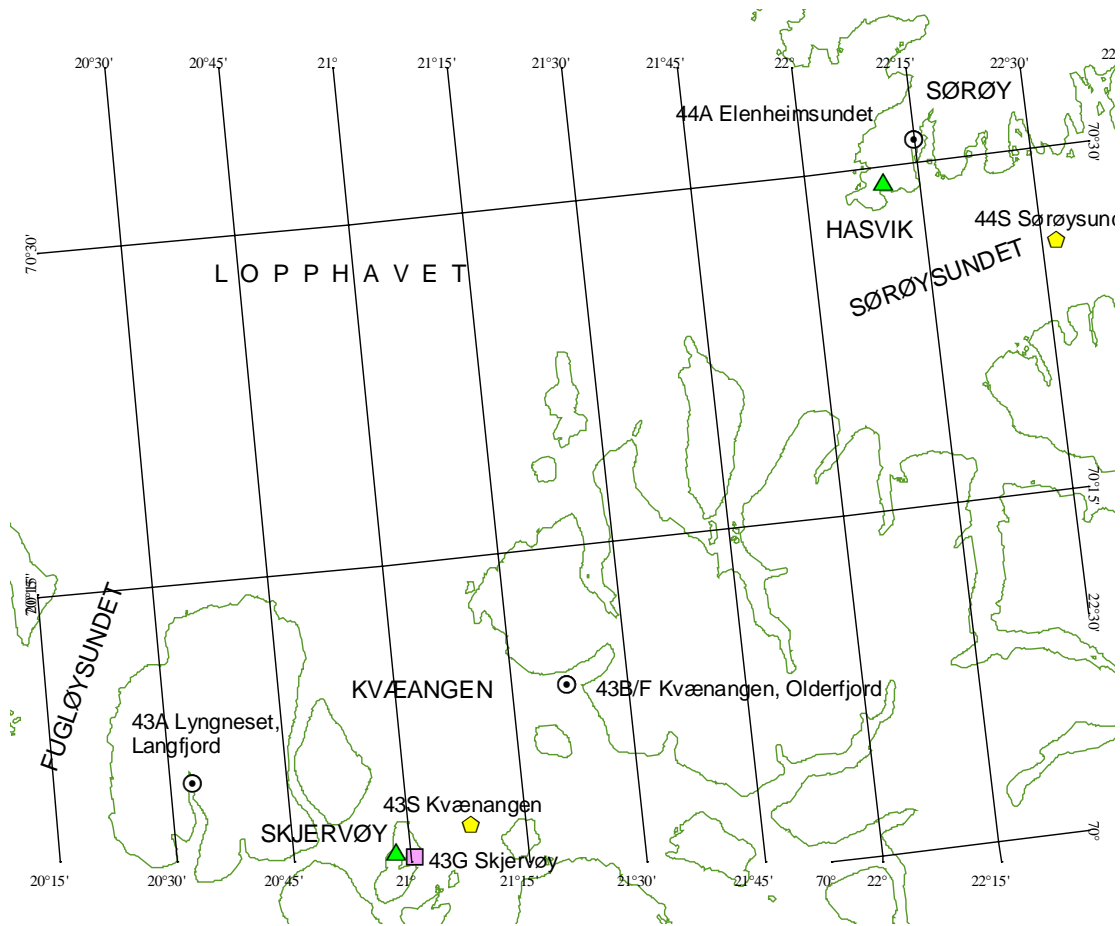 20°30'
20°45'
21°
21°15'
21°30'
21°45'
22°
22°15'
22°30'
22
SØRØY
44A Elenheimsundet
70°30'
70°30'
HASVIK
44S Sørøysund
SØRØYSUNDET
LOPPHAVET
70°15'
70°15'
22°30'
FUGLØYSUNDET
KVÆANGEN
43B/F Kvænangen, Olderfjord
43A Lyngneset,
Langfjord
43S Kvænangen
SKJERVØY
43G Skjervøy
70°
20°15'
20°30'
20°45'
21°
21°15'
21°30'
21°45'
70°
22°
22°15'